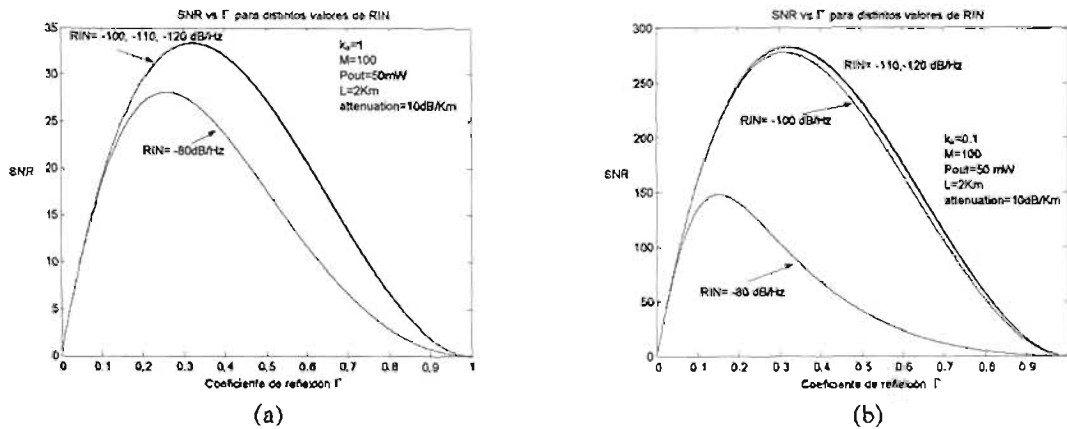 SNR vs Γ para distintos valores de RIN
35
30
25
20
15
10
5
0
SNR
RIN= -100, -110, -120 dB/Hz
kₐ=1
M=100
Pout=50mW
L=2Km
attenuation=10dB/Km
RIN= -80dB/Hz
0 0.1 0.2 0.3 0.4 0.5 0.6 0.7 0.8 0.9 1
Coeficiente de reflexión Γ
(a)
SNR vs Γ para distintos valores de RIN
300
250
200
150
100
50
0
SNR
RIN= -110,-120 dB/Hz
RIN= -100 dB/Hz
kₐ=0.1
M=100
Pout=50 mW
L=2Km
attenuation=10dB/Km
RIN= -80 dB/Hz
0 0.1 0.2 0.3 0.4 0.5 0.6 0.7 0.8 0.9
Coeficiente de reflexión Γ
(b)